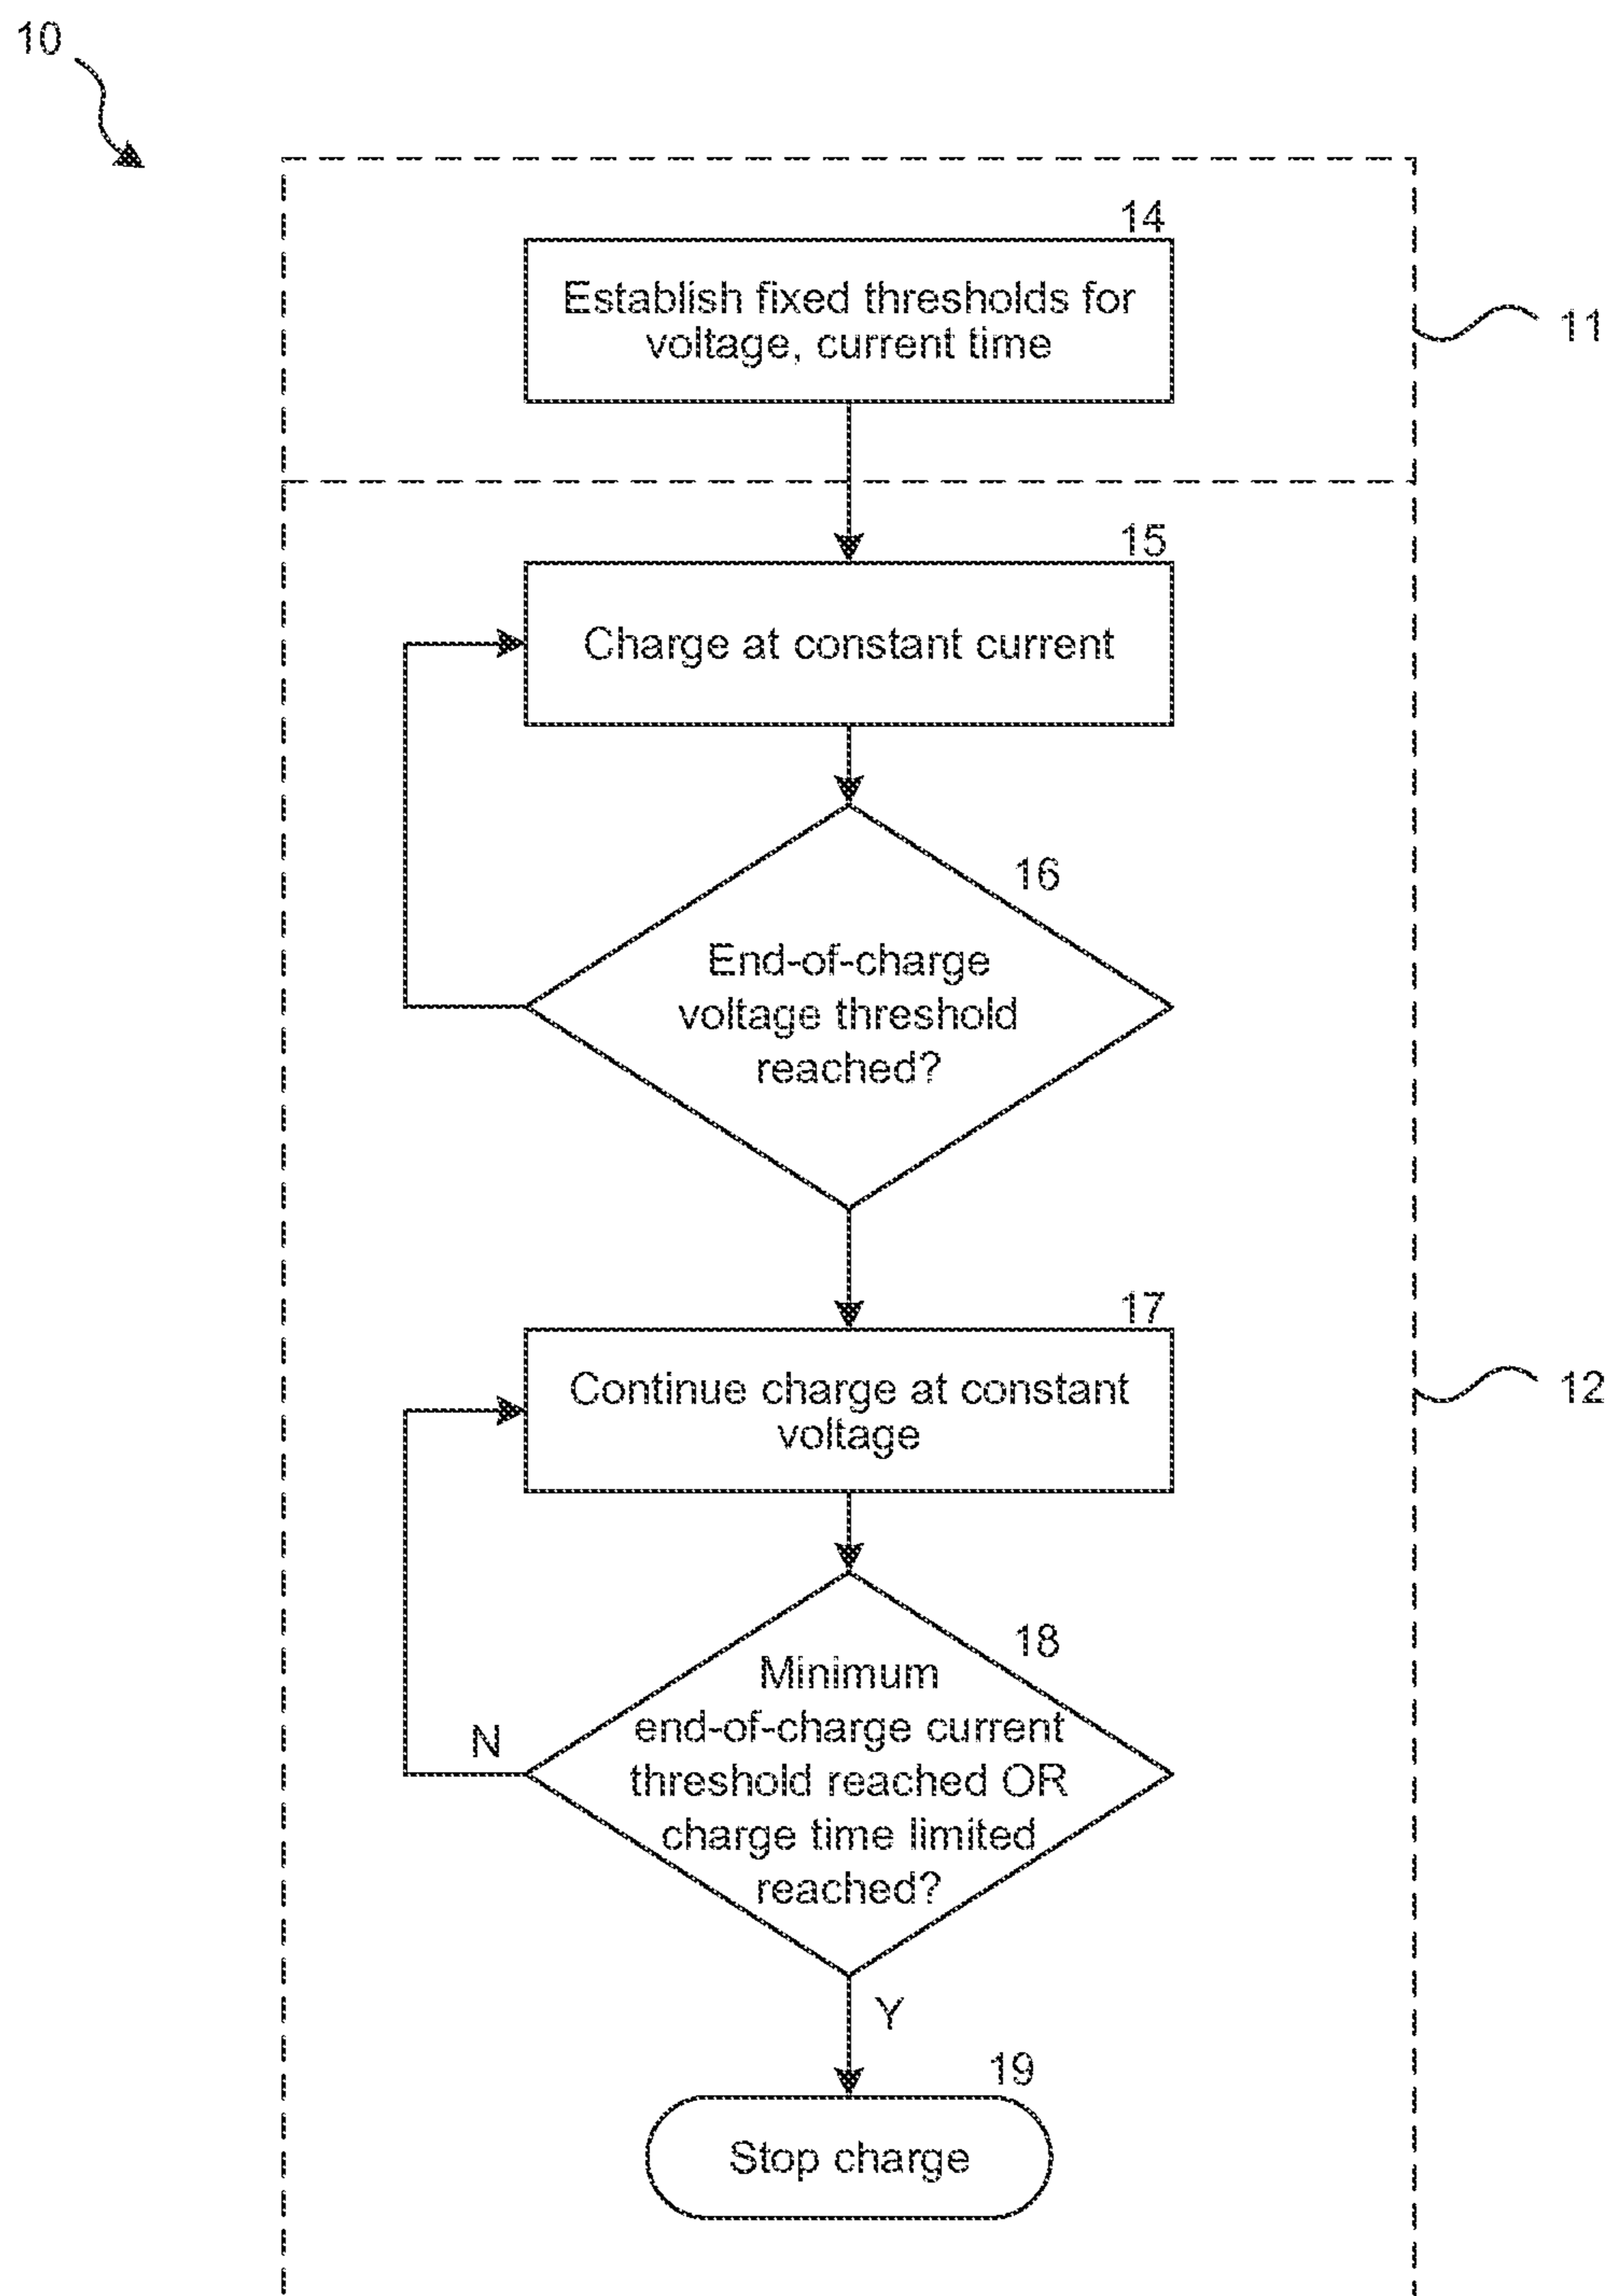 10
14
Establish fixed thresholds for
voltage, current time
11
15
Charge at constant current
16
End-of-charge
voltage threshold
reached?
17
Continue charge at constant
voltage
12
18
Minimum
end-of-charge current
threshold reached OR
charge time limited
reached?
N
Y
19
Stop charge